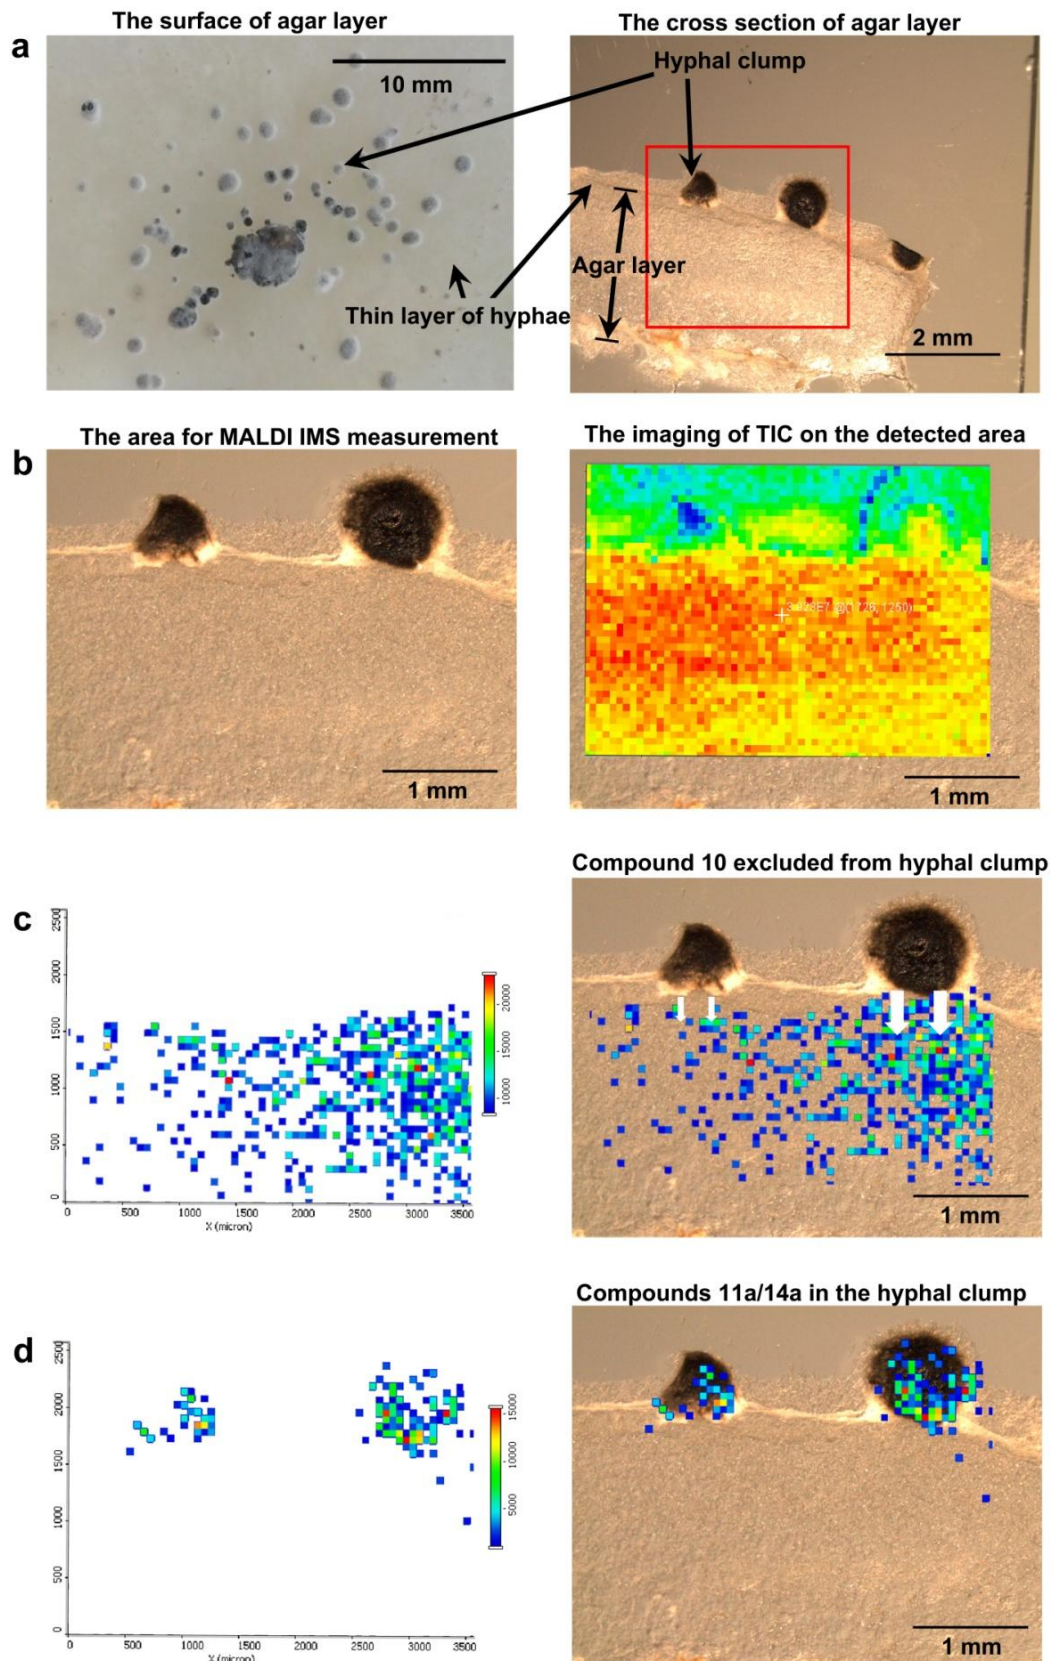 The surface of agar layer
The cross section of agar layer
a
Hyphal clump
10 mm
Agar layer
Thin layer of hyphae
2 mm
b
The area for MALDI IMS measurement
The imaging of TIC on the detected area
1 mm
1 mm
Compound 10 excluded from hyphal clump
c
2500
2000
1500
1000
500
0
0 500 1000 1500 2000 2500 3000 3500
X (micron)
20000
15000
10000
1 mm
Compounds 11a/14a in the hyphal clump
d
2500
2000
1500
1000
500
0
0 500 1000 1500 2000 2500 3000 3500
X (micron)
15000
10000
5000
1 mm